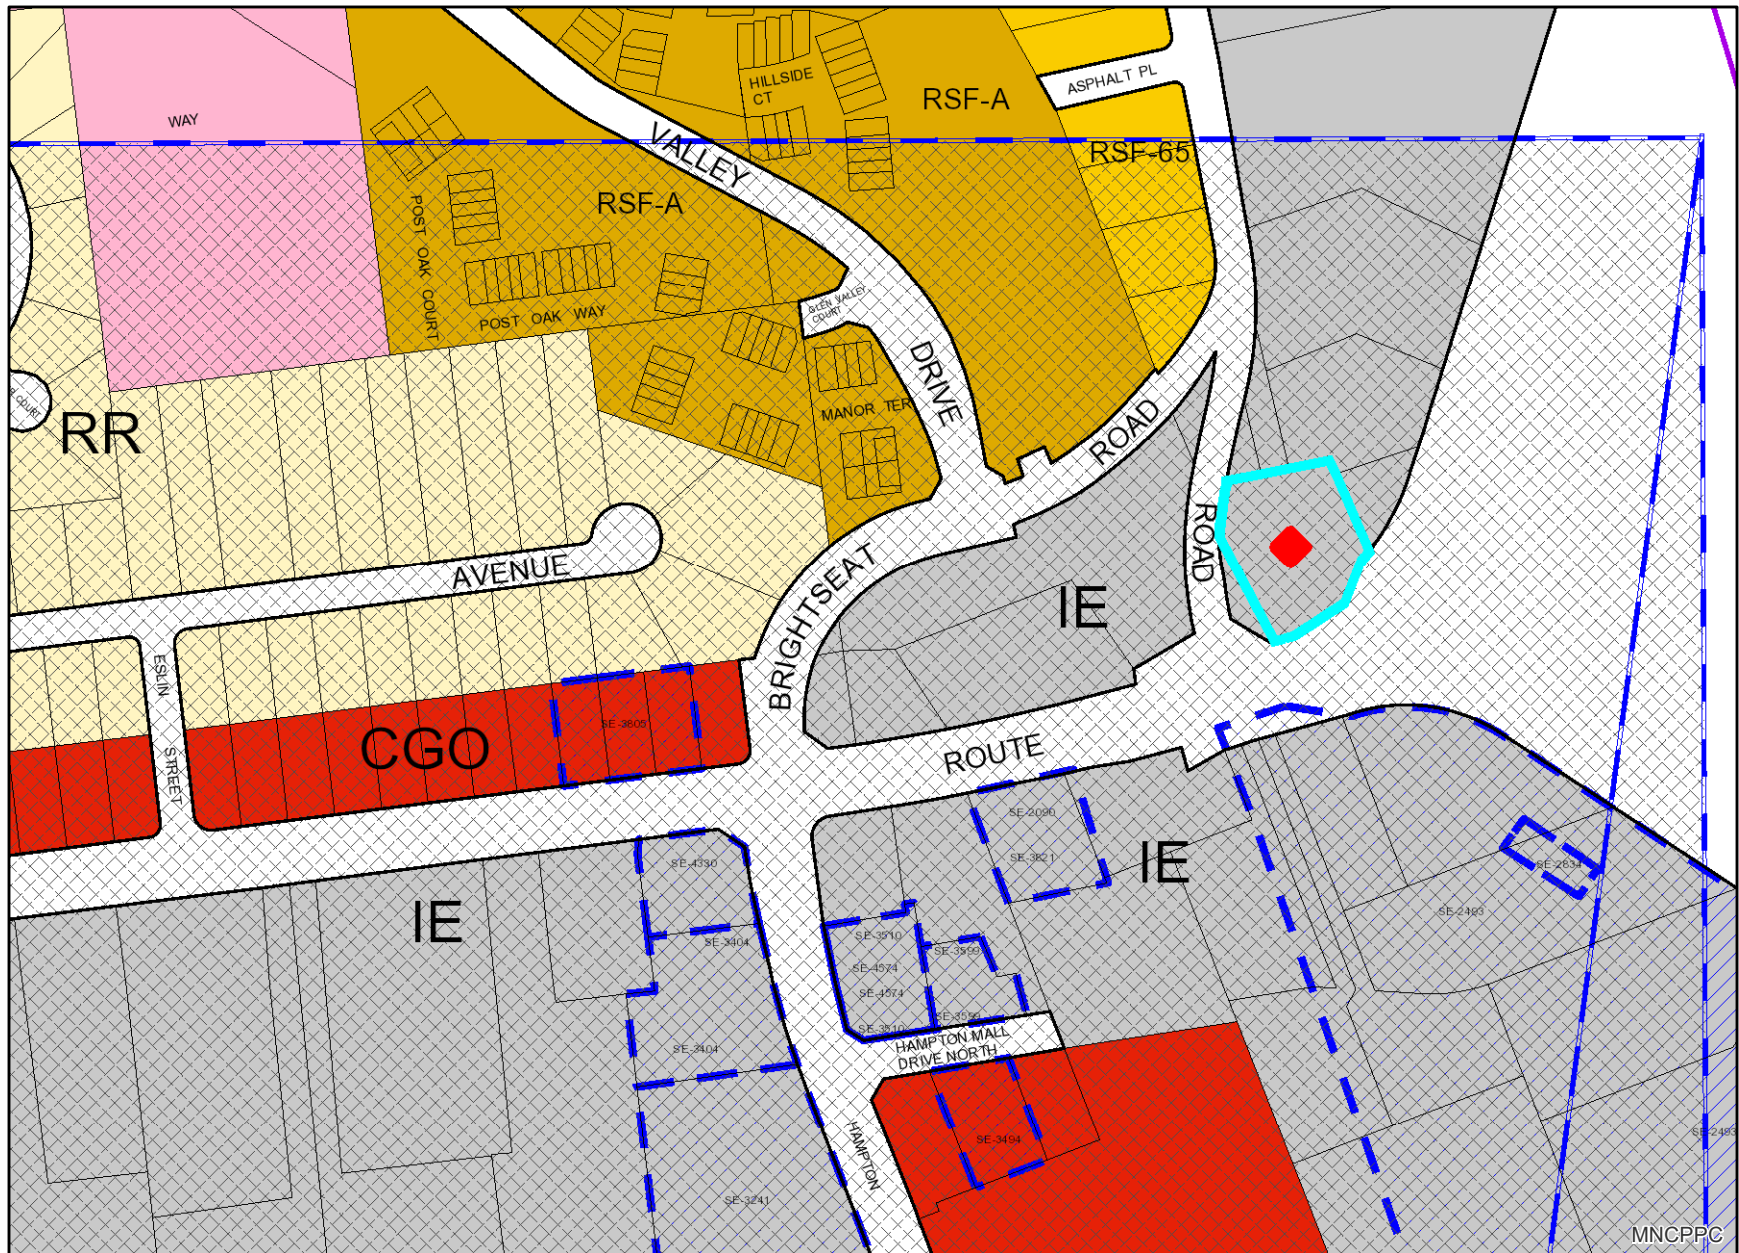 HILLSIDE
CT
RSF-A
ASPHALT PL
WAY
VALLEY
RSF-65
RSF-A
POST OAK COURT
POST OAK WAY
GLEN VALLEY
COURT
DRIVE
MANOR TER
ROAD
COURT
RR
ROAD
AVENUE
BRIGHTSEAT
IE
ESLIN
STREET
SE-3805
CGO
ROUTE
SE-2090
SE-3821
IE
SE-4330
SE-2834
SE-2493
IE
SE-3404
SE-3510
SE-3599
SE-4574
SE-4574
SE-3599
SE-3510
HAMPTON MALL
DRIVE NORTH
SE-3404
HAMPTON
SE-3494
SE-2493
SE-3241
MNCPPC